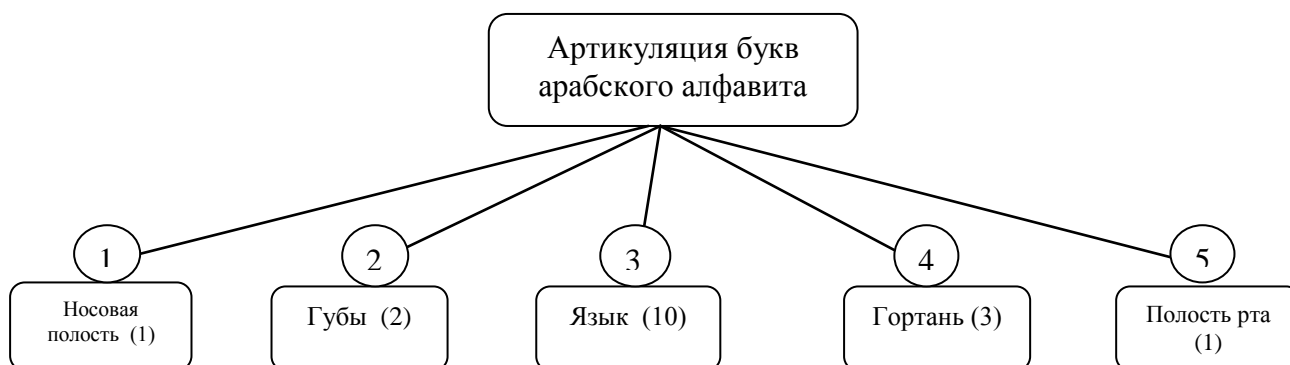 Артикуляция букв
арабского алфавита
1
2
3
4
5
Носовая
полость (1)
Губы (2)
Язык (10)
Гортань (3)
Полость рта
(1)